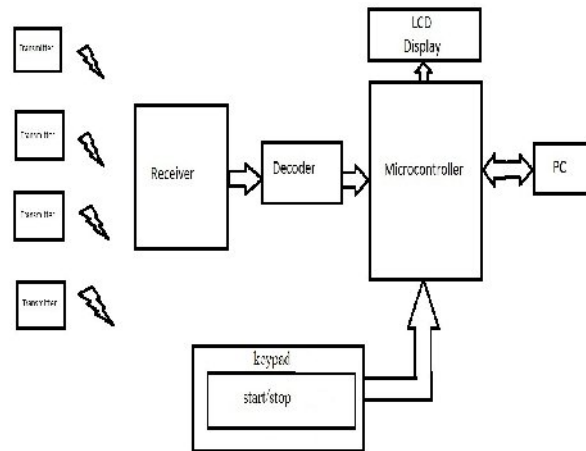 LCD
Display
Transmitter
Transmitter
Transmitter
Transmitter
Receiver
Decoder
Microcontroller
PC
keypad
start/stop